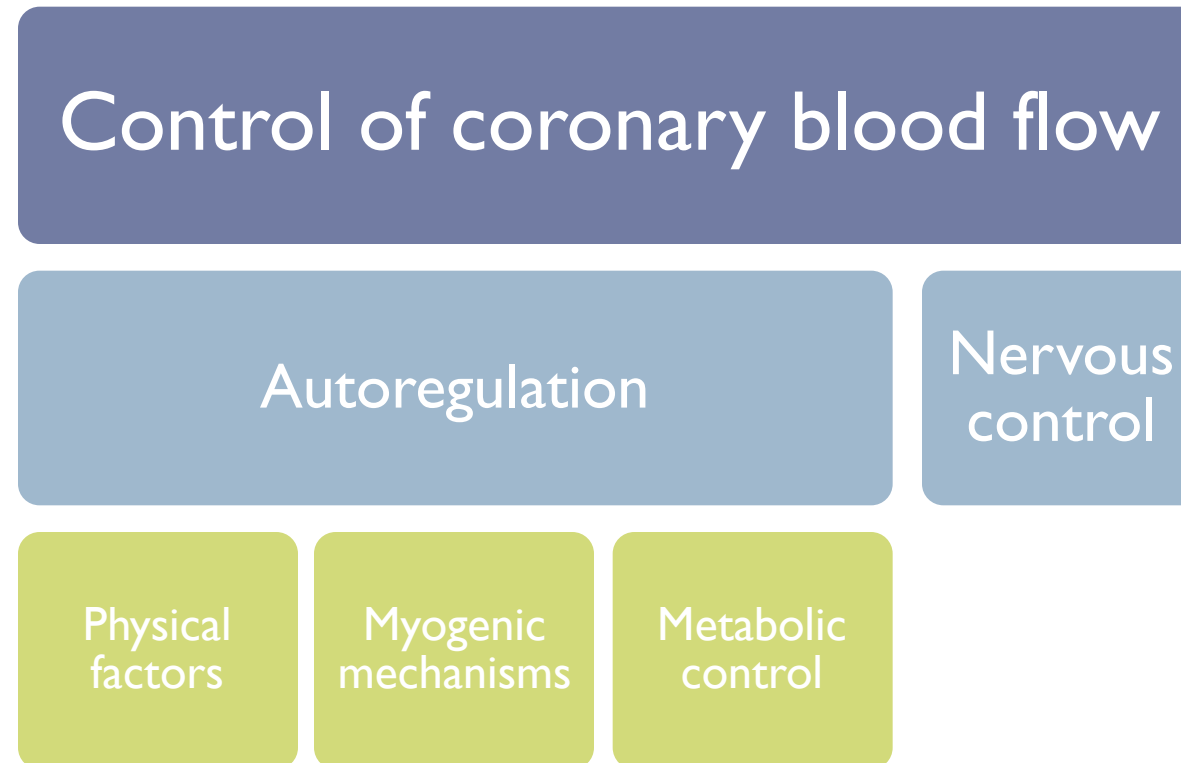 Control of coronary blood flow
Autoregulation
Nervous
control
Physical
factors
Myogenic
mechanisms
Metabolic
control